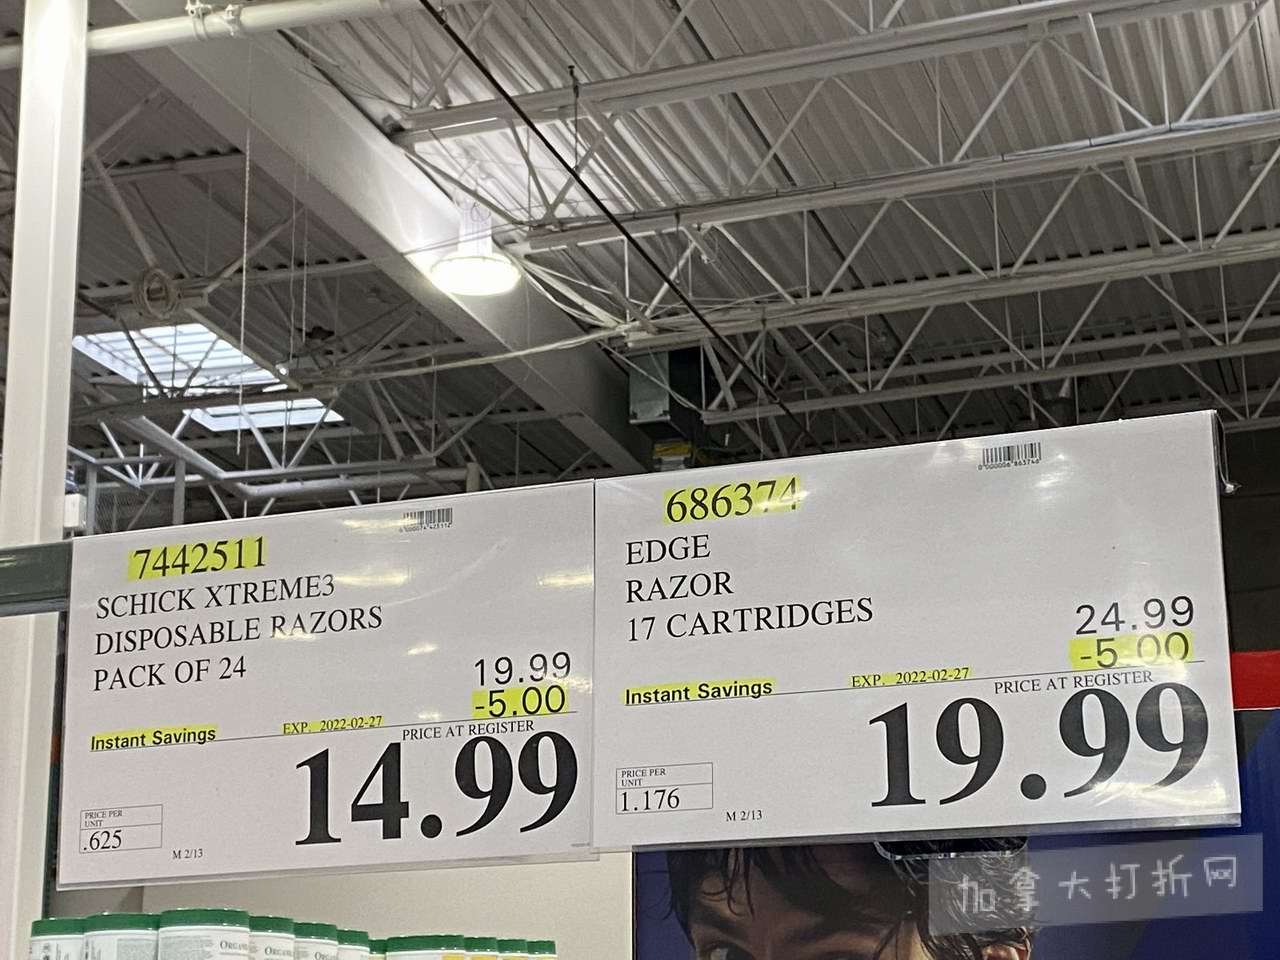 7442511
SCHICK XTREME3
DISPOSABLE RAZORS
PACK OF 24
19.99
-5.00
Instant Savings
EXP. 2022-02-27
PRICE AT REGISTER
14.99
PRICE PER
UNIT
.625
M 2/13
686374
EDGE
RAZOR
17 CARTRIDGES
24.99
-5.00
Instant Savings
EXP. 2022-02-27
PRICE AT REGISTER
19.99
PRICE PER
UNIT
1.176
M 2/13
加拿大打折网